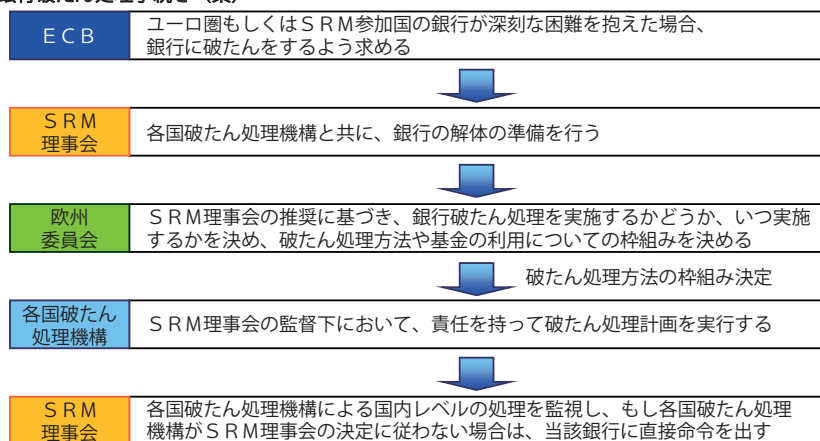 ＥＣＢ
ユーロ圏もしくはＳＲＭ参加国の銀行が深刻な困難を抱えた場合、
銀行に破たんをするよう求める
ＳＲＭ
理事会
各国破たん処理機構と共に、銀行の解体の準備を行う
欧州
委員会
ＳＲＭ理事会の推奨に基づき、銀行破たん処理を実施するかどうか、いつ実施
するかを決め、破たん処理方法や基金の利用についての枠組みを決める
破たん処理方法の枠組み決定
各国破たん
処理機構
ＳＲＭ理事会の監督下において、責任を持って破たん処理計画を実行する
ＳＲＭ
理事会
各国破たん処理機構による国内レベルの処理を監視し、もし各国破たん処理
機構がＳＲＭ理事会の決定に従わない場合は、当該銀行に直接命令を出す